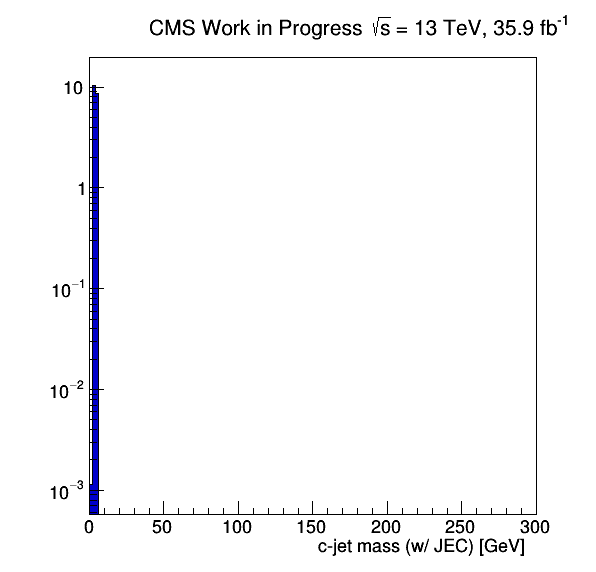 CMS Work in Progress √s = 13 TeV, 35.9 fb⁻¹
10
1
10⁻¹
10⁻²
10⁻³
0 50 100 150 200 250 300
c-jet mass (w/ JEC) [GeV]